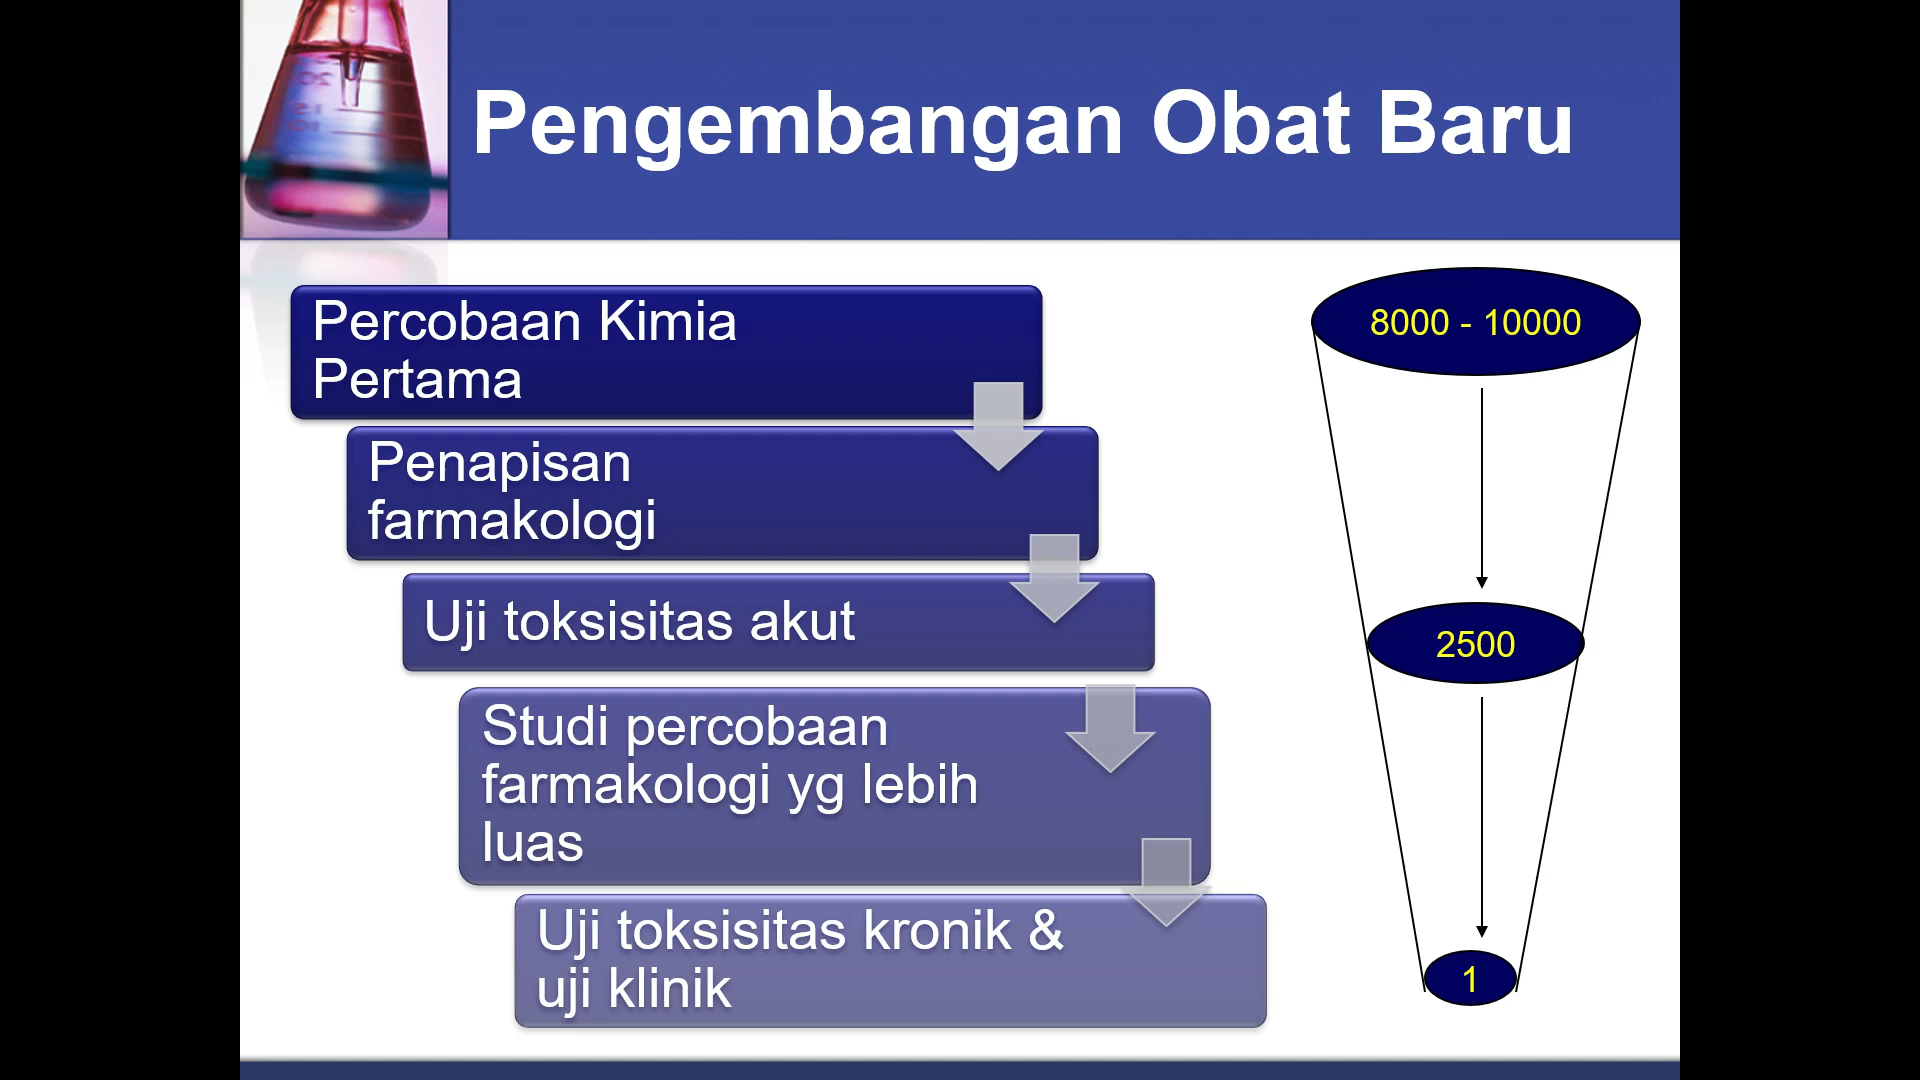 Pengembangan Obat Baru
Percobaan Kimia
Pertama
Penapisan
farmakologi
Uji toksisitas akut
Studi percobaan
farmakologi yg lebih
luas
Uji toksisitas kronik &
uji klinik
8000 - 10000
2500
1